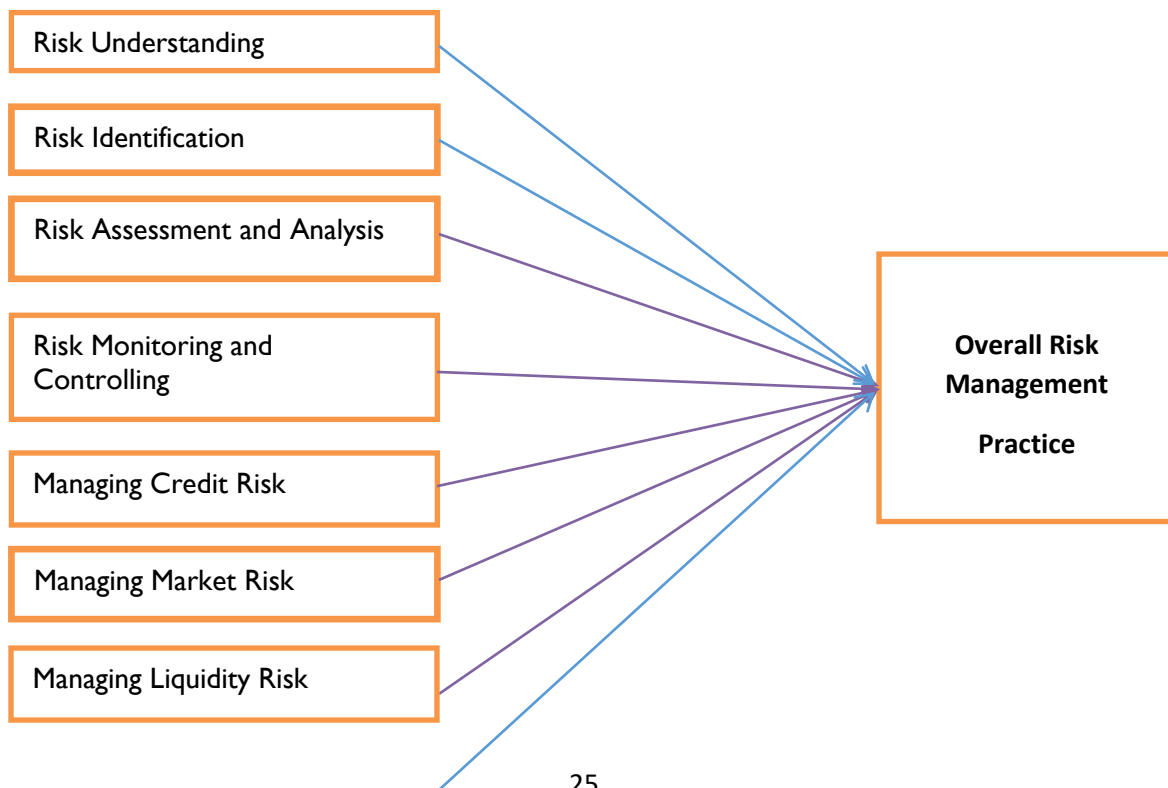 Risk Understanding
Risk Identification
Risk Assessment and Analysis
Risk Monitoring and
Controlling
Managing Credit Risk
Managing Market Risk
Managing Liquidity Risk
Overall Risk
Management
Practice
25